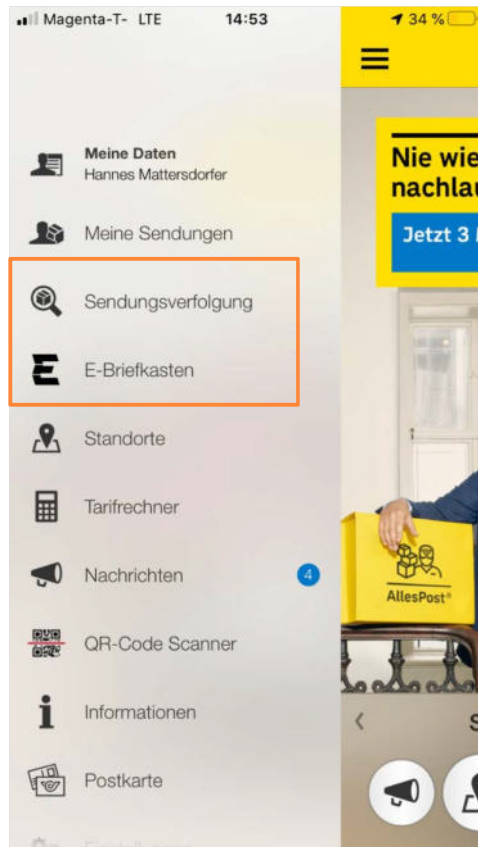 Magenta-T- LTE 14:53 34 %
Meine Daten
Hannes Mattersdorfer
Meine Sendungen
Sendungsverfolgung
E-Briefkasten
Standorte
Tarifrechner
Nachrichten 4
QR-Code Scanner
Informationen
Postkarte
Einstellungen
Nie wie
nachlau
Jetzt 3
AllesPost®
S